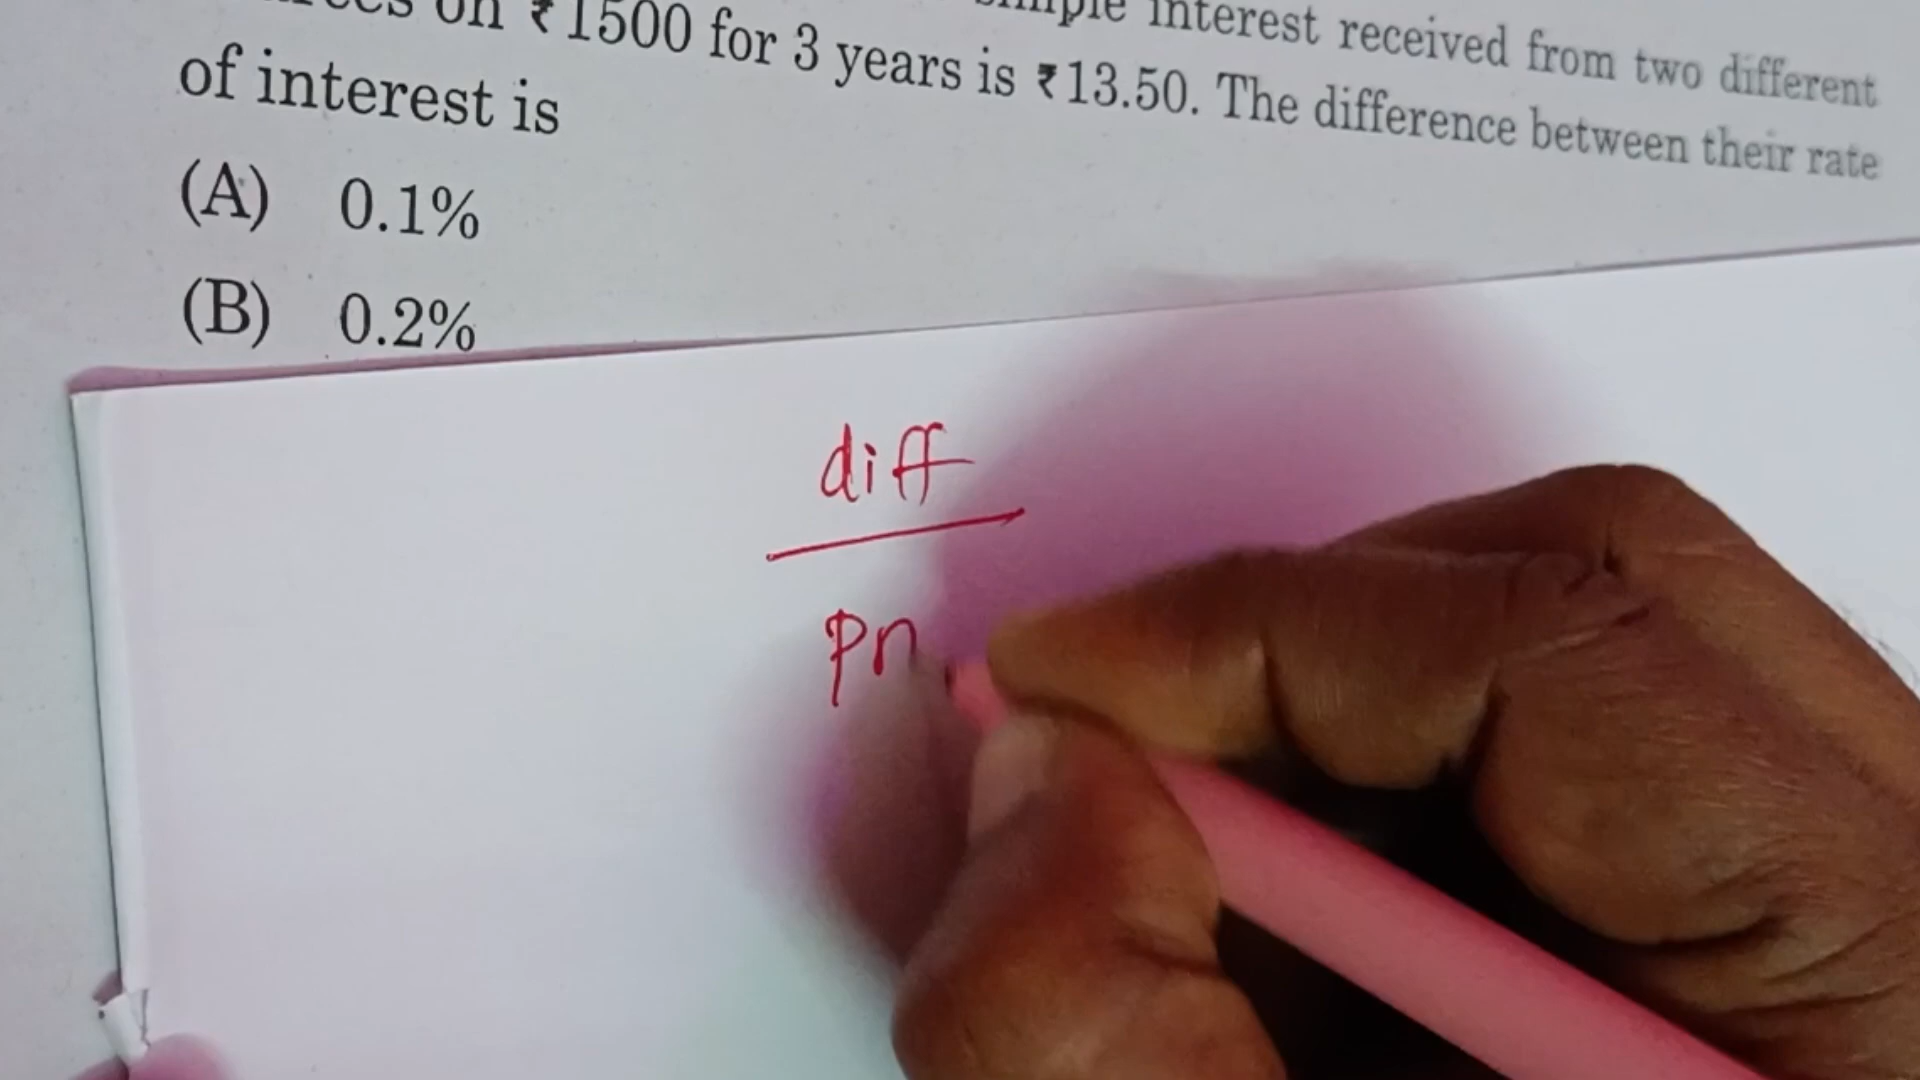 interest received from two different
on ₹1500 for 3 years is ₹13.50. The difference between their rate
of interest is
(A) 0.1%
(B) 0.2%
diff
pn